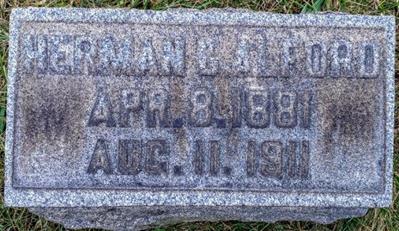 HERMAN C. ALFORD
APR. 8. 1881
AUG. 11. 1911